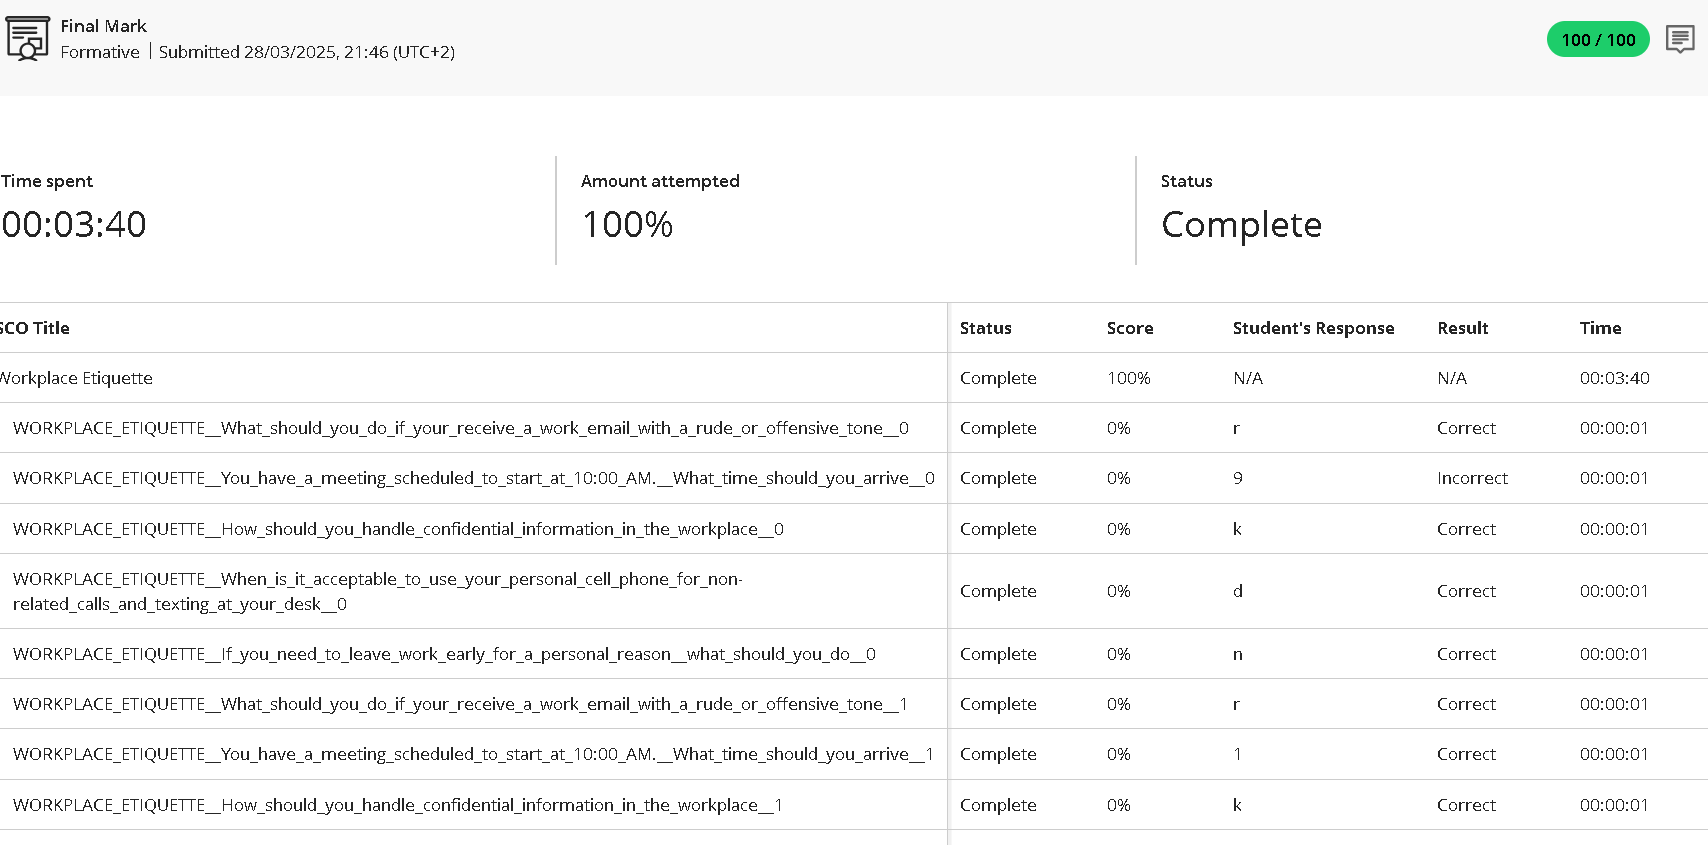 Final Mark
Formative | Submitted 28/03/2025, 21:46 (UTC+2)
100 / 100
Time spent
00:03:40
Amount attempted
100%
Status
Complete
SCO Title Status Score Student's Response Result Time
Workplace Etiquette Complete 100% N/A N/A 00:03:40
WORKPLACE_ETIQUETTE__What_should_you_do_if_your_receive_a_work_email_with_a_rude_or_offensive_tone__0 Complete 0% r Correct 00:00:01
WORKPLACE_ETIQUETTE__You_have_a_meeting_scheduled_to_start_at_10:00_AM.__What_time_should_you_arrive__0 Complete 0% 9 Incorrect 00:00:01
WORKPLACE_ETIQUETTE__How_should_you_handle_confidential_information_in_the_workplace__0 Complete 0% k Correct 00:00:01
WORKPLACE_ETIQUETTE__When_is_it_acceptable_to_use_your_personal_cell_phone_for_non-
related_calls_and_texting_at_your_desk__0 Complete 0% d Correct 00:00:01
WORKPLACE_ETIQUETTE__If_you_need_to_leave_work_early_for_a_personal_reason__what_should_you_do__0 Complete 0% n Correct 00:00:01
WORKPLACE_ETIQUETTE__What_should_you_do_if_your_receive_a_work_email_with_a_rude_or_offensive_tone__1 Complete 0% r Correct 00:00:01
WORKPLACE_ETIQUETTE__You_have_a_meeting_scheduled_to_start_at_10:00_AM.__What_time_should_you_arrive__1 Complete 0% 1 Correct 00:00:01
WORKPLACE_ETIQUETTE__How_should_you_handle_confidential_information_in_the_workplace__1 Complete 0% k Correct 00:00:01